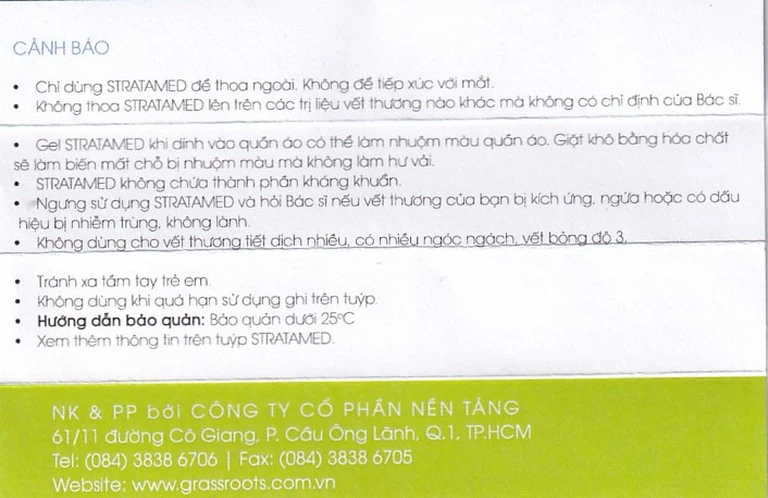 CẢNH BÁO
• Chỉ dùng STRATAMED để thoa ngoài. Không để tiếp xúc với mắt.
• Không thoa STRATAMED lên trên các trị liệu vết thương nào khác mà không có chỉ định của Bác sĩ.
• Gel STRATAMED khi dính vào quần áo có thể làm nhuộm màu quần áo. Giặt khô bằng hóa chất
sẽ làm biến mất chỗ bị nhuộm màu mà không làm hư vải.
• STRATAMED không chứa thành phần kháng khuẩn.
• Ngưng sử dụng STRATAMED và hỏi Bác sĩ nếu vết thương của bạn bị kích ứng, ngứa hoặc có dấu
hiệu bị nhiễm trùng, không lành.
• Không dùng cho vết thương tiết dịch nhiều, có nhiều ngóc ngách, vết bỏng độ 3.
• Tránh xa tầm tay trẻ em.
• Không dùng khi quá hạn sử dụng ghi trên tuýp.
• Hướng dẫn bảo quản: Bảo quản dưới 25ºC
• Xem thêm thông tin trên tuýp STRATAMED.
NK & PP bởi CÔNG TY CỔ PHẦN NỀN TẢNG
61/11 đường Cô Giang, P. Cầu Ông Lãnh, Q.1, TP.HCM
Tel: (084) 3838 6706 | Fax: (084) 3838 6705
Website: www.grassroots.com.vn